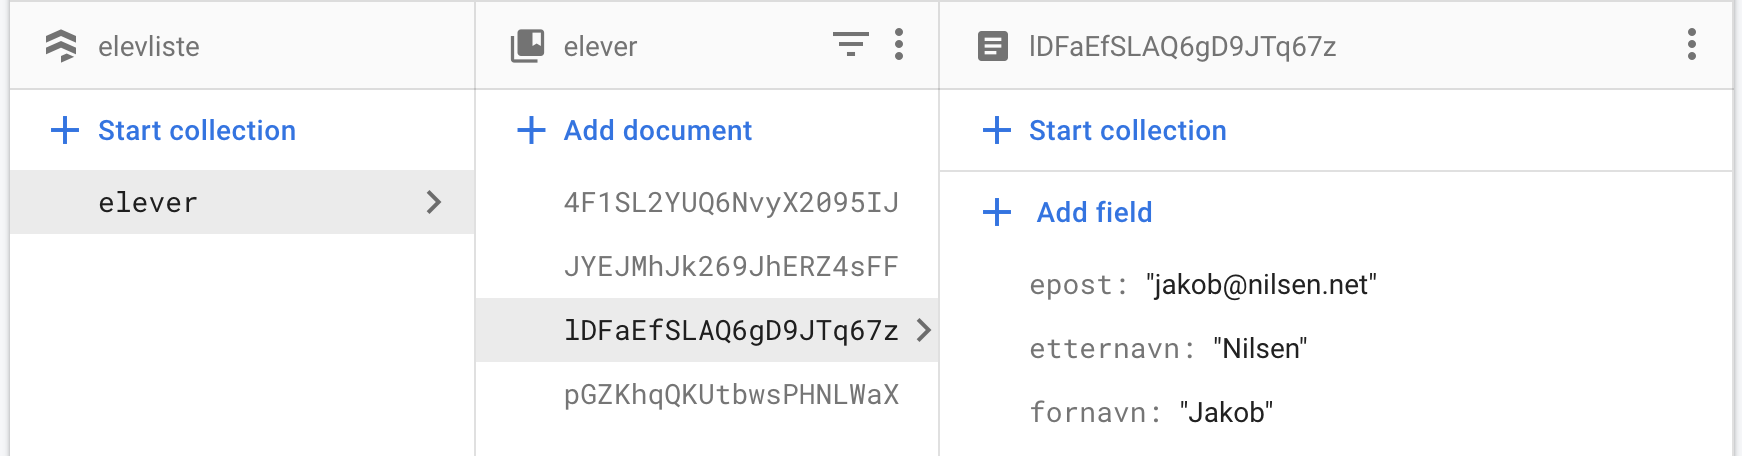 elevliste
Start collection
elever
elever
Add document
4F1SL2YUQ6NvyX2095IJ
JYEJMhJk269JhERZ4sFF
lDFaEfSLAQ6gD9JTq67z
pGZKhqQKUtbwsPHNLWaX
lDFaEfSLAQ6gD9JTq67z
Start collection
Add field
epost: "jakob@nilsen.net"
etternavn: "Nilsen"
fornavn: "Jakob"